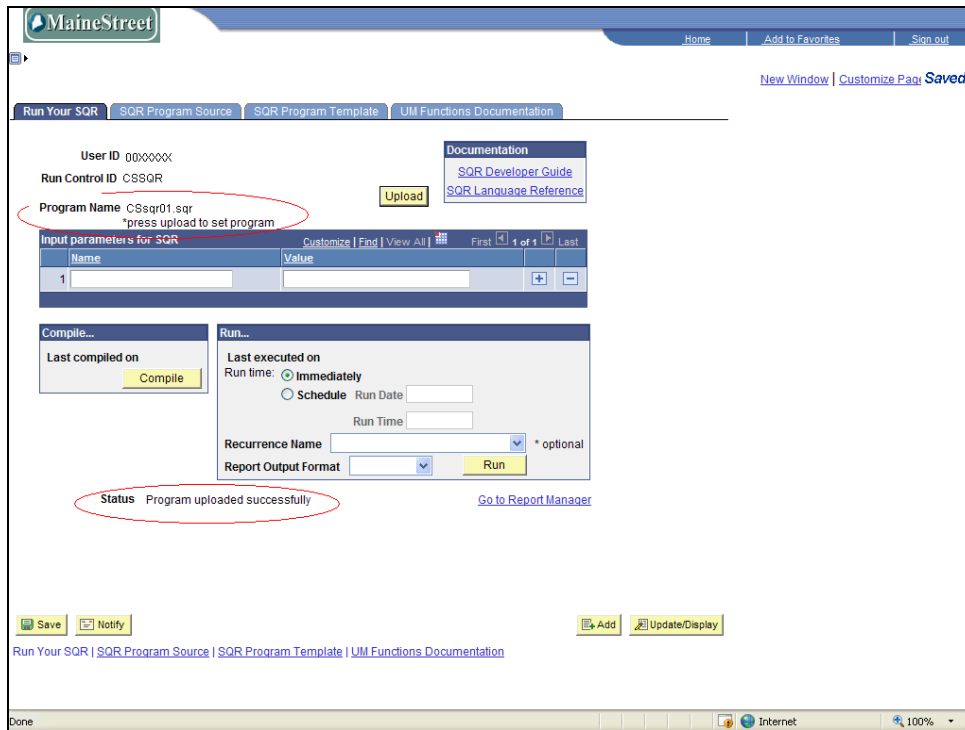 MaineStreet
Home Add to Favorites Sign out
New Window | Customize Page Saved
Run Your SQR SQR Program Source SQR Program Template UM Functions Documentation
User ID 00XXXXX
Run Control ID CSSQR
Documentation
SQR Developer Guide
SQR Language Reference
Upload
Program Name CSsqr01.sqr
*press upload to set program
Input parameters for SQR Customize | Find | View All | First 1 of 1 Last
Name Value
1
Compile...
Last compiled on
Compile
Run...
Last executed on
Run time: Immediately
Schedule Run Date
Run Time
Recurrence Name * optional
Report Output Format Run
Status Program uploaded successfully Go to Report Manager
Save Notify Add Update/Display
Run Your SQR | SQR Program Source | SQR Program Template | UM Functions Documentation
Done Internet 100%